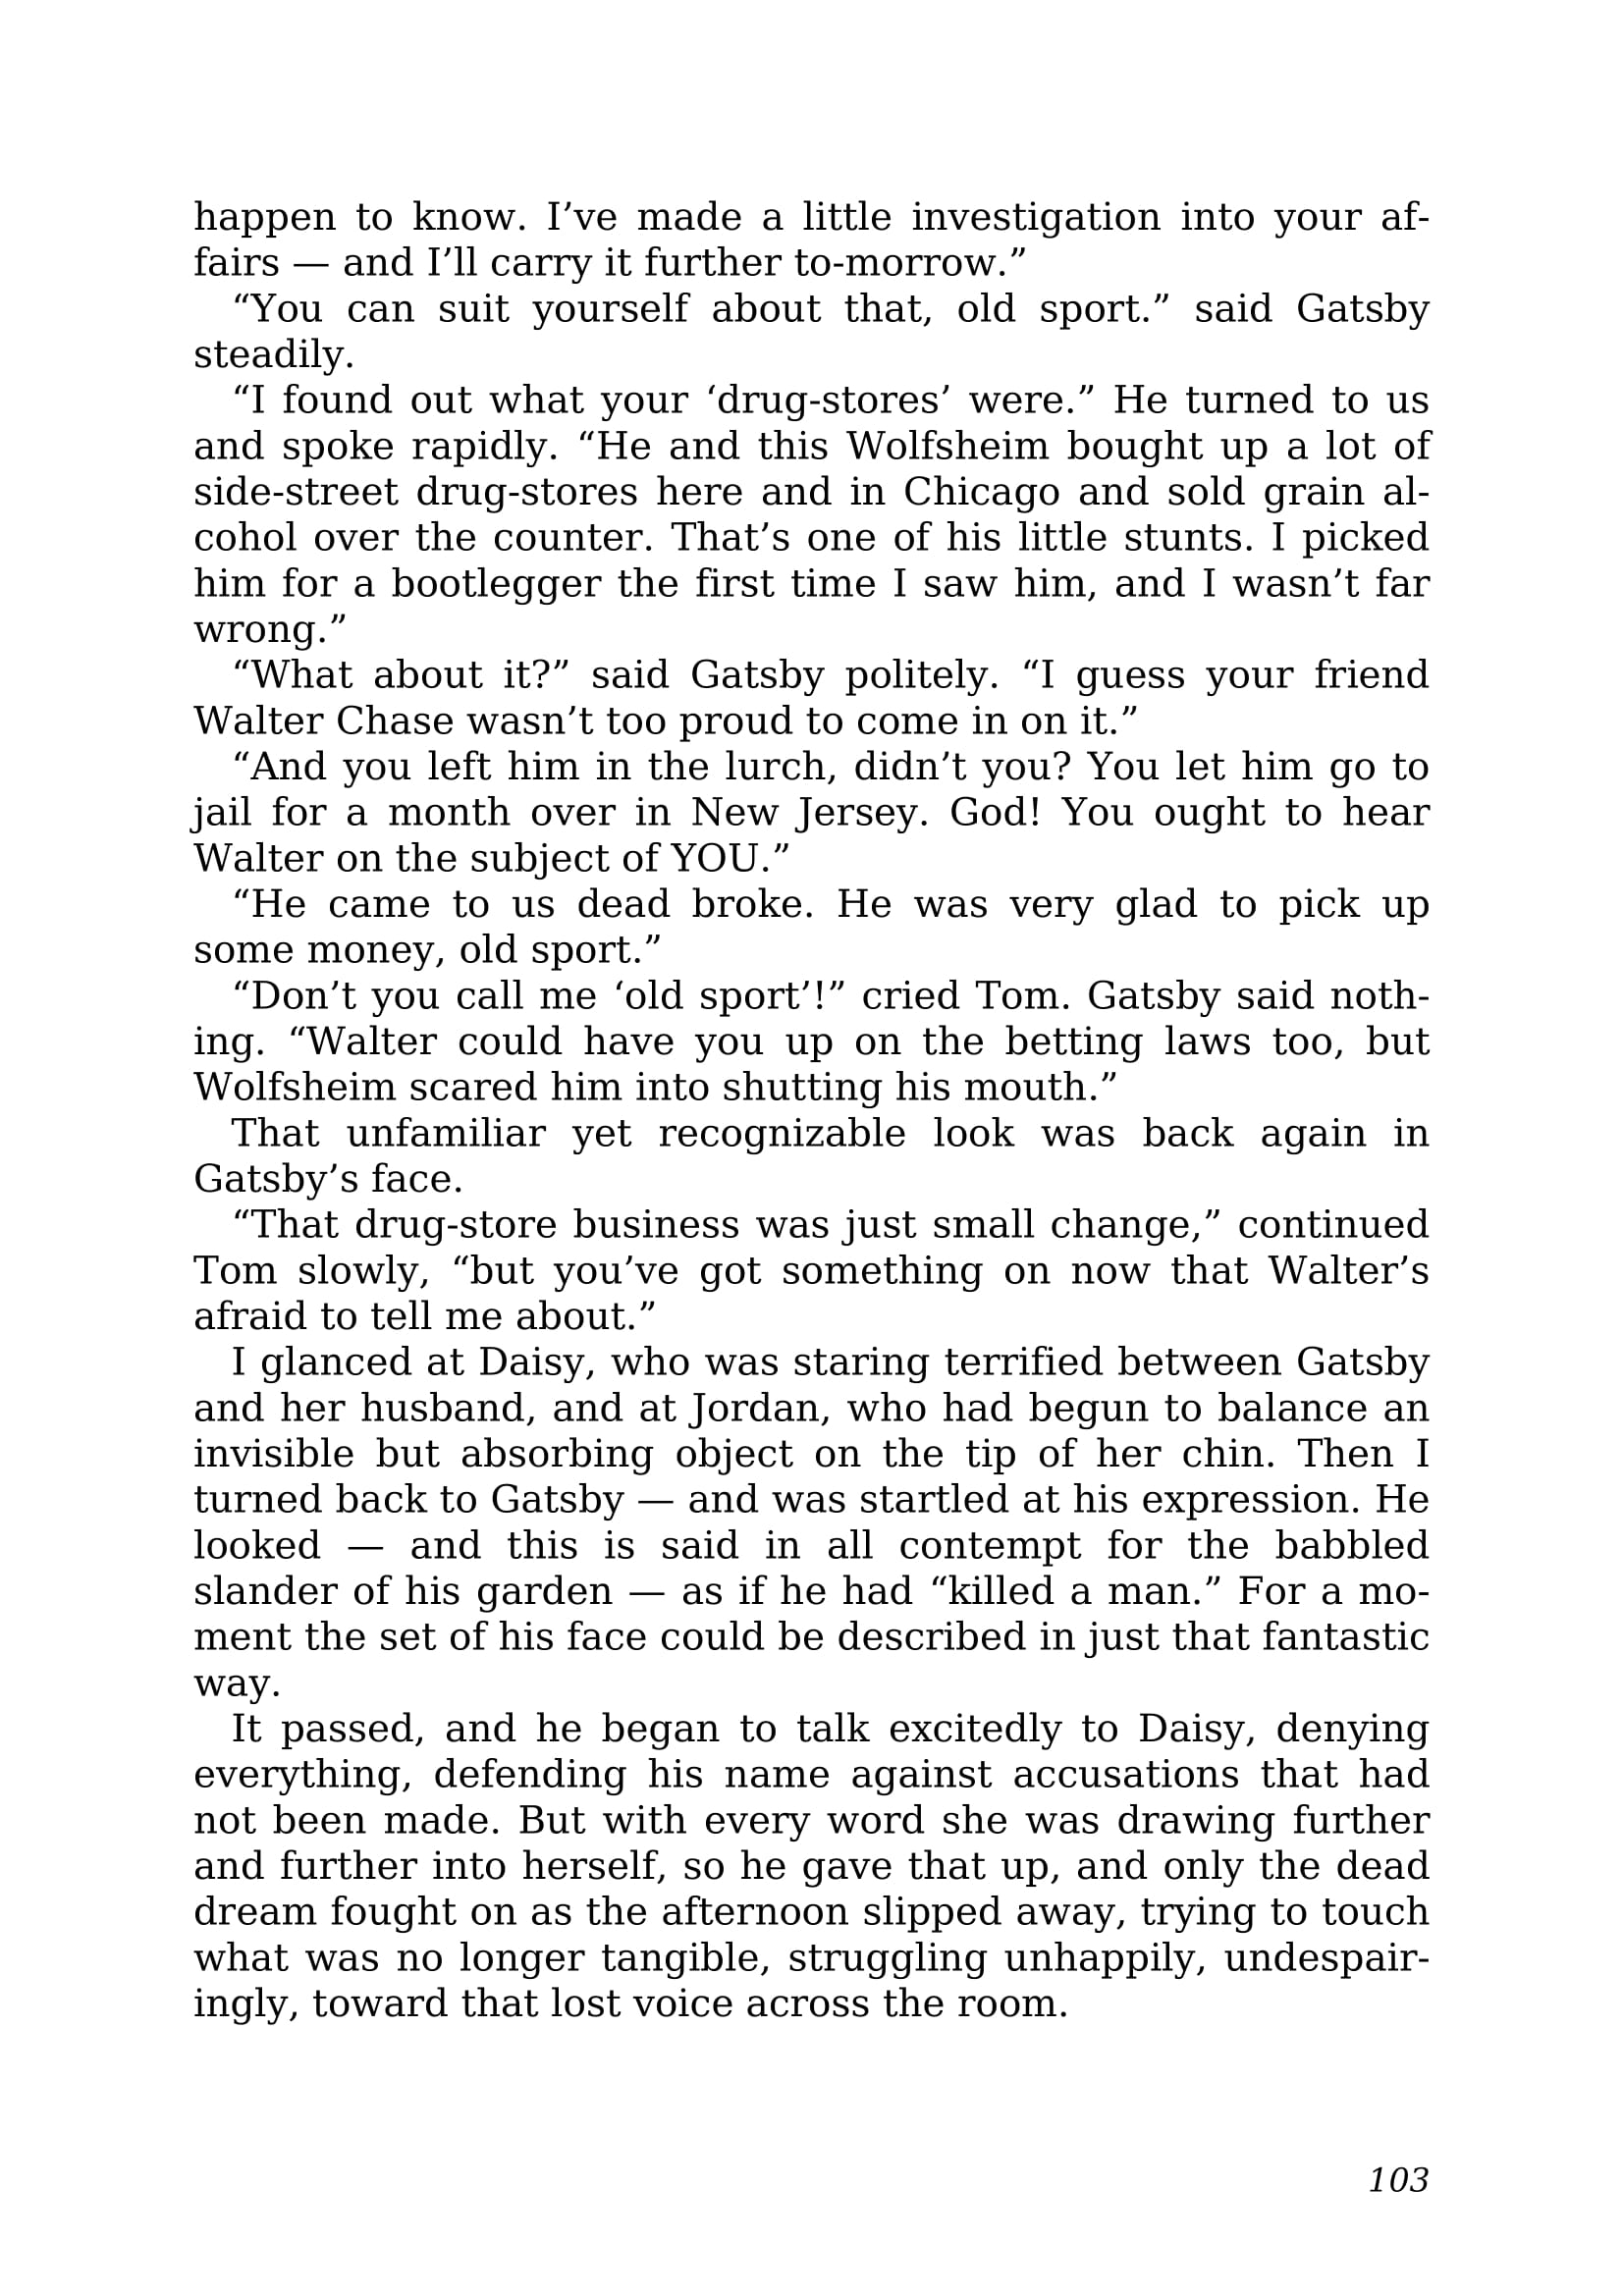 happen to know. I’ve made a little investigation into your af-
fairs — and I’ll carry it further to-morrow.”
“You can suit yourself about that, old sport.” said Gatsby
steadily.
“I found out what your ‘drug-stores’ were.” He turned to us
and spoke rapidly. “He and this Wolfsheim bought up a lot of
side-street drug-stores here and in Chicago and sold grain al-
cohol over the counter. That’s one of his little stunts. I picked
him for a bootlegger the first time I saw him, and I wasn’t far
wrong.”
“What about it?” said Gatsby politely. “I guess your friend
Walter Chase wasn’t too proud to come in on it.”
“And you left him in the lurch, didn’t you? You let him go to
jail for a month over in New Jersey. God! You ought to hear
Walter on the subject of YOU.”
“He came to us dead broke. He was very glad to pick up
some money, old sport.”
“Don’t you call me ‘old sport’!” cried Tom. Gatsby said noth-
ing. “Walter could have you up on the betting laws too, but
Wolfsheim scared him into shutting his mouth.”
That unfamiliar yet recognizable look was back again in
Gatsby’s face.
“That drug-store business was just small change,” continued
Tom slowly, “but you’ve got something on now that Walter’s
afraid to tell me about.”
I glanced at Daisy, who was staring terrified between Gatsby
and her husband, and at Jordan, who had begun to balance an
invisible but absorbing object on the tip of her chin. Then I
turned back to Gatsby — and was startled at his expression. He
looked — and this is said in all contempt for the babbled
slander of his garden — as if he had “killed a man.” For a mo-
ment the set of his face could be described in just that fantastic
way.
It passed, and he began to talk excitedly to Daisy, denying
everything, defending his name against accusations that had
not been made. But with every word she was drawing further
and further into herself, so he gave that up, and only the dead
dream fought on as the afternoon slipped away, trying to touch
what was no longer tangible, struggling unhappily, undespair-
ingly, toward that lost voice across the room.
103